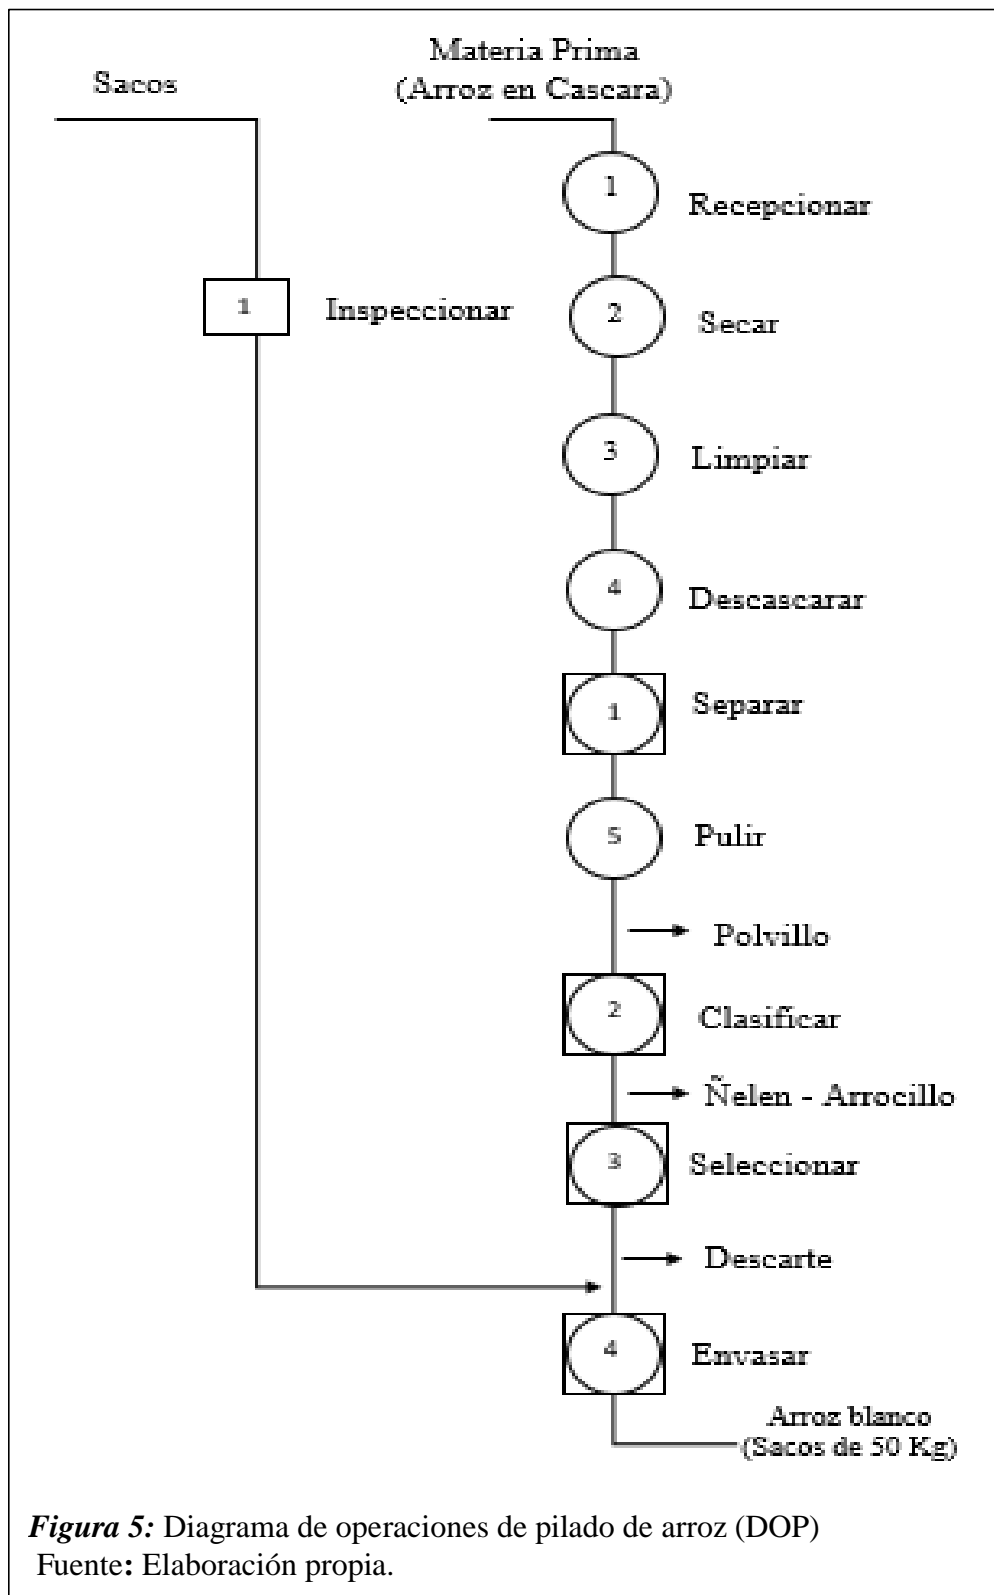 Sacos
Materia Prima
(Arroz en Cascara)
1
Recepcionar
1
Inspeccionar
2
Secar
3
Limpiar
4
Descascarar
1
Separar
5
Pulir
Polvillo
2
Clasificar
Ñelen - Arrocillo
3
Seleccionar
Descarte
4
Envasar
Arroz blanco
(Sacos de 50 Kg)
Figura 5: Diagrama de operaciones de pilado de arroz (DOP)
Fuente: Elaboración propia.